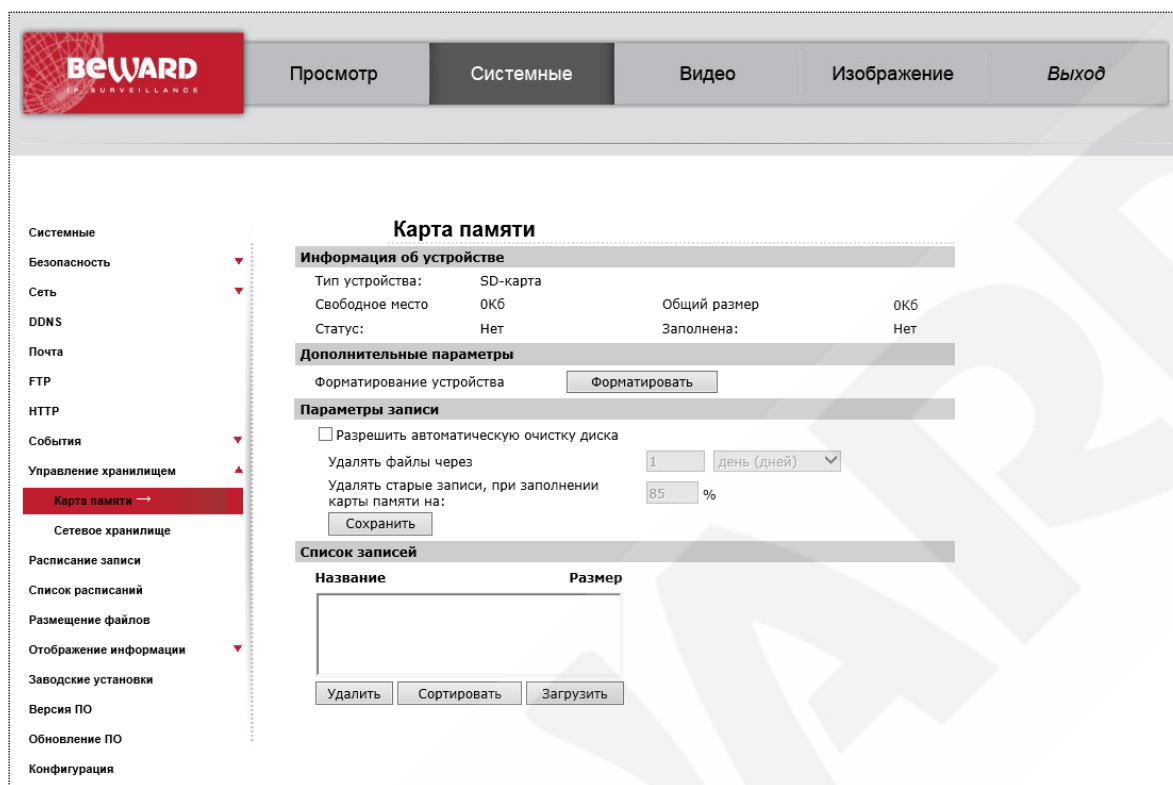 BEWARD
IP SURVEILLANCE
Просмотр
Системные
Видео
Изображение
Выход
Системные
Безопасность
Сеть
DDNS
Почта
FTP
HTTP
События
Управление хранилищем
Карта памяти →
Сетевое хранилище
Расписание записи
Список расписаний
Размещение файлов
Отображение информации
Заводские установки
Версия ПО
Обновление ПО
Конфигурация
Карта памяти
Информация об устройстве
Тип устройства: SD-карта
Свободное место 0Кб Общий размер 0Кб
Статус: Нет Заполнена: Нет
Дополнительные параметры
Форматирование устройства Форматировать
Параметры записи
Разрешить автоматическую очистку диска
Удалять файлы через 1 день (дней)
Удалять старые записи, при заполнении
карты памяти на: 85 %
Сохранить
Список записей
Название Размер
Удалить Сортировать Загрузить